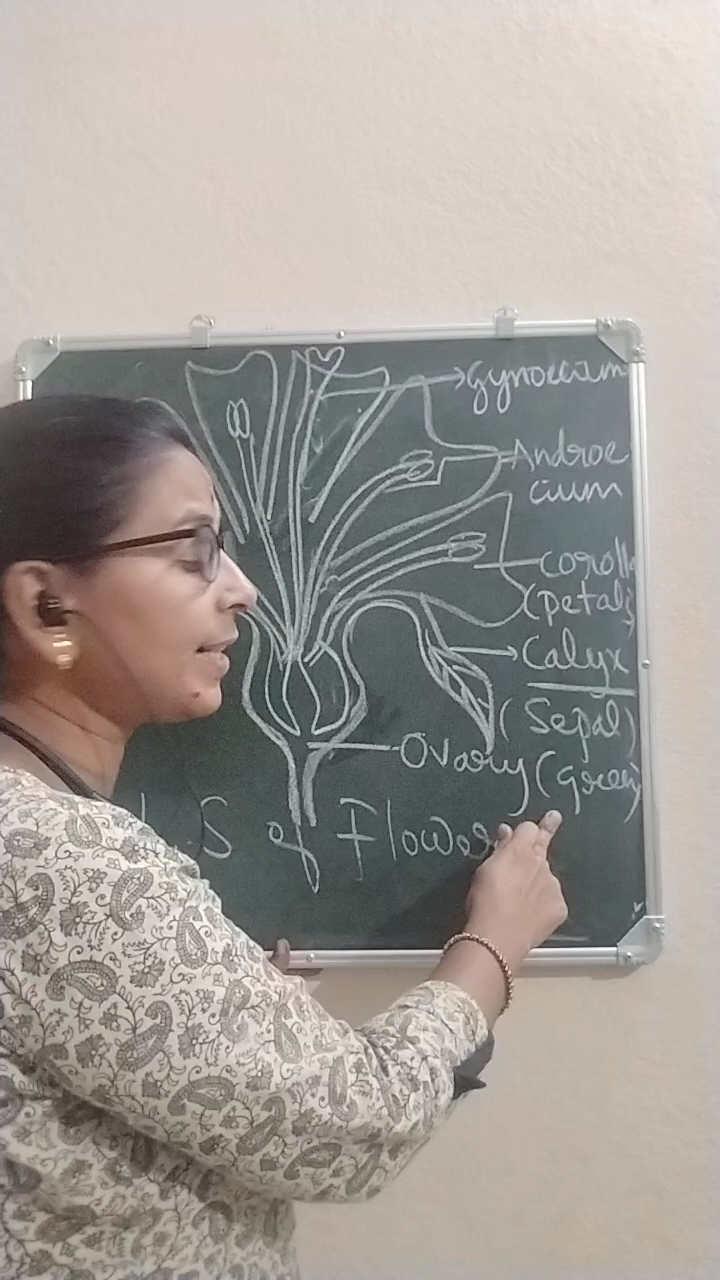 Gynoecium
Androe
cium
corolla
(petals
Calyx
(Sepal)
Ovary (green)
L.S of Flower